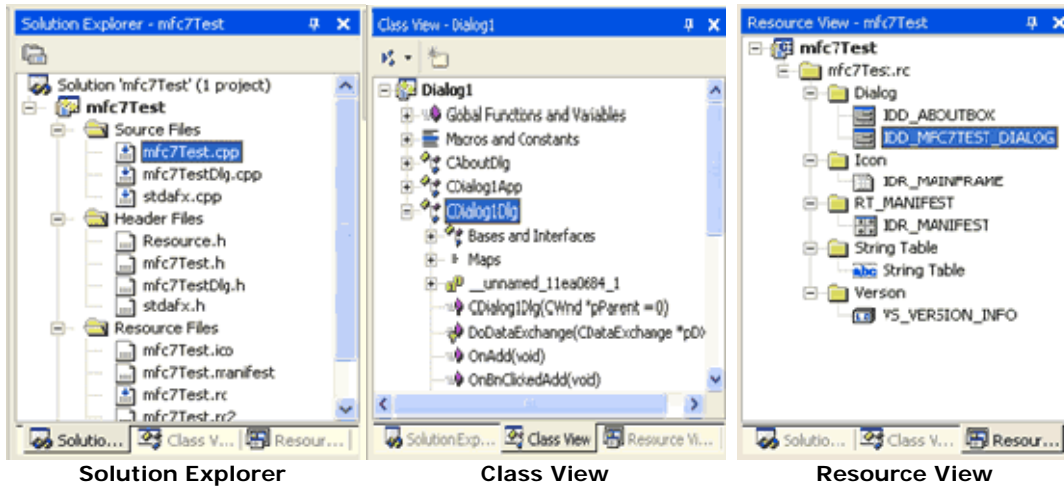 Solution Explorer - mfc7Test
Solution 'mfc7Test' (1 project)
mfc7Test
Source Files
mfc7Test.cpp
mfc7TestDlg.cpp
stdafx.cpp
Header Files
Resource.h
mfc7Test.h
mfc7TestDlg.h
stdafx.h
Resource Files
mfc7Test.ico
mfc7Test.manifest
mfc7Test.rc
mfc7Test.rc2
Solutio...
Class V...
Resour...
Solution Explorer
Class View - Dialog1
Dialog1
Global Functions and Variables
Macros and Constants
CAboutDlg
CDialog1App
CDialog1Dlg
Bases and Interfaces
Maps
__unnamed_11ea0684_1
CDialog1Dlg(CWnd *pParent = 0)
DoDataExchange(CDataExchange *pDX
OnAdd(void)
OnBnClickedAdd(void)
Solution Exp...
Class View
Resource Vi...
Class View
Resource View - mfc7Test
mfc7Test
mfc7Test.rc
Dialog
IDD_ABOUTBOX
IDD_MFC7TEST_DIALOG
Icon
IDR_MAINFRAME
RT_MANIFEST
IDR_MANIFEST
String Table
abc String Table
Verson
VS_VERSION_INFO
Solutio...
Class V...
Resour...
Resource View